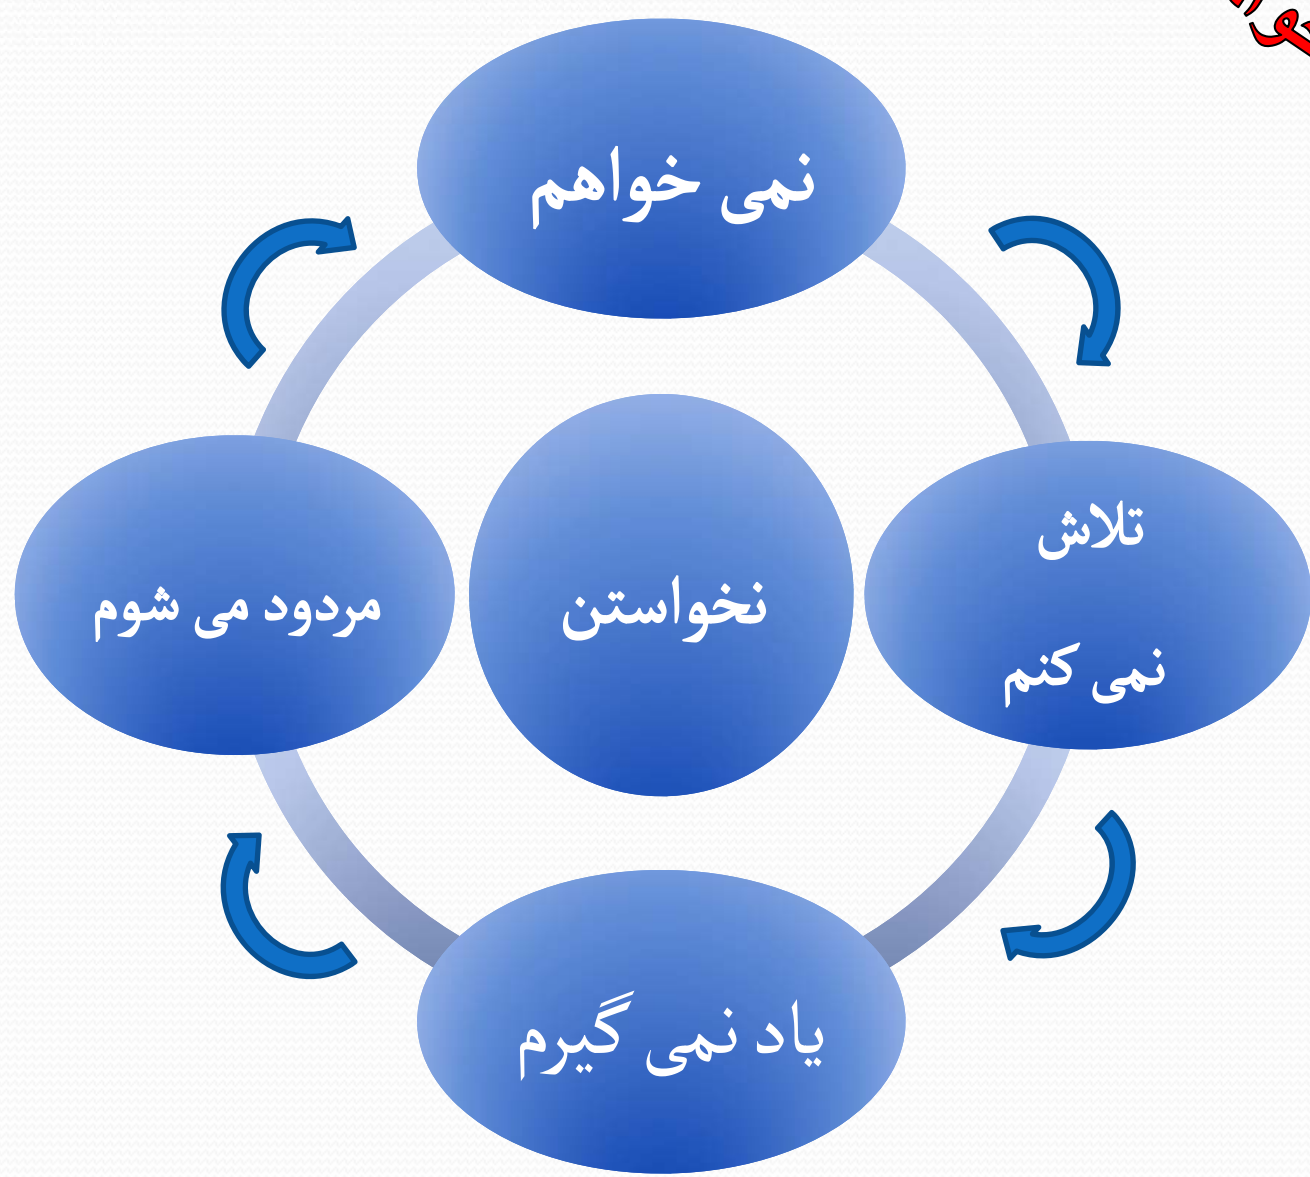 نمی خواهم
تلاش
نمی کنم
نخواستن
مردود می شوم
یاد نمی گیرم